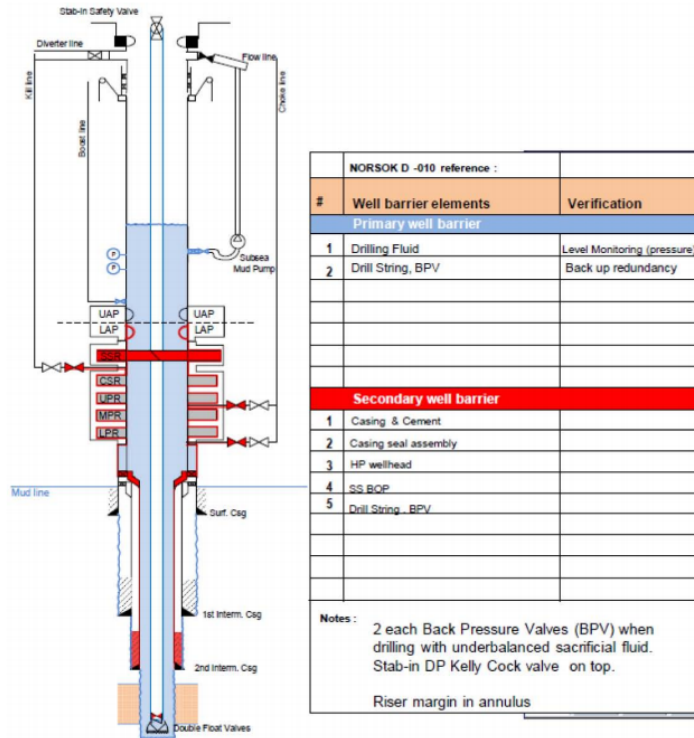 Stab-in Safety Valve
Diverter line
Flow line
Kill line
Boost line
Choke line
P
P
Subsea
Mud Pump
UAP UAP
LAP LAP
SSR
CSR
UPR
MPR
LPR
Mud line
Surf. Csg
1st Interm. Csg
2nd Interm. Csg
Double Float Valves
NORSOK D -010 reference :
# Well barrier elements Verification
Primary well barrier
1 Drilling Fluid Level Monitoring (pressure)
2 Drill String, BPV Back up redundancy
Secondary well barrier
1 Casing & Cement
2 Casing seal assembly
3 HP wellhead
4 SS BOP
5 Drill String , BPV
Notes :
2 each Back Pressure Valves (BPV) when
drilling with underbalanced sacrificial fluid.
Stab-in DP Kelly Cock valve on top.
Riser margin in annulus